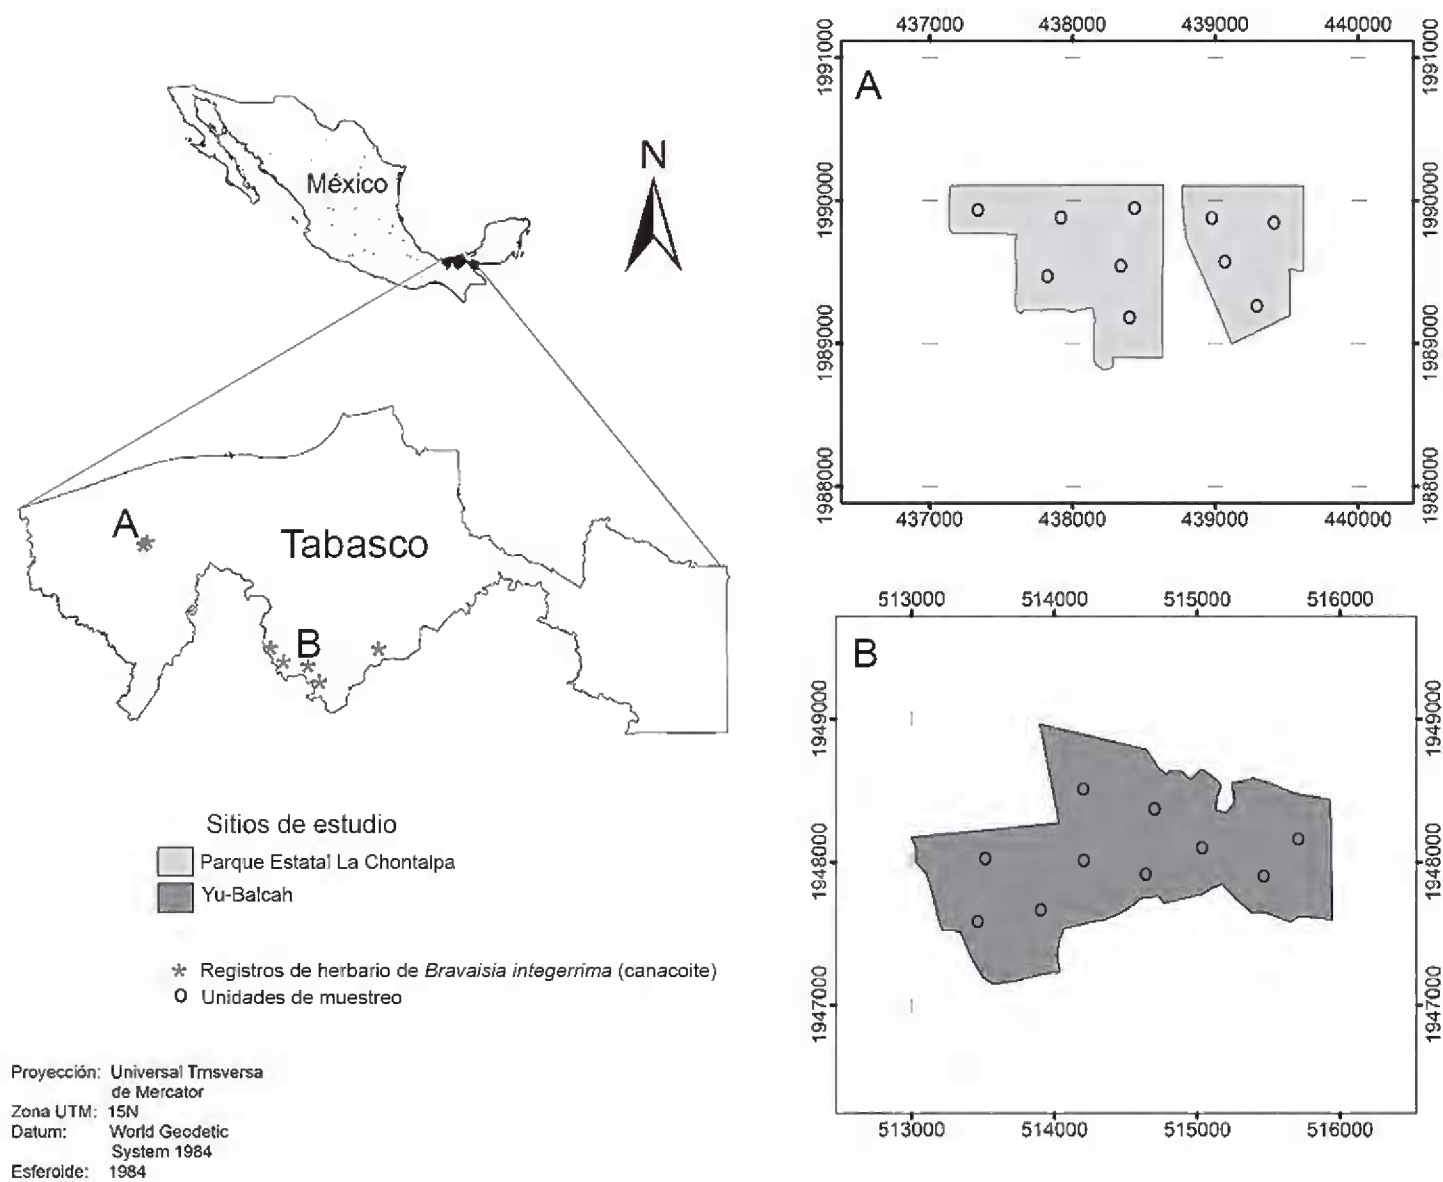 México
N
A
Tabasco
B
Sitios de estudio
Parque Estatal La Chontalpa
Yu-Balcah
* Registros de herbario de Bravaisia integerrima (canacoite)
Unidades de muestreo
Proyección: Universal Trnsversa
de Mercator
Zona UTM: 15N
Datum: World Geodetic
System 1984
Esferoide: 1984
437000 438000 439000 440000
A
1991000 1991000
1990000 1990000
1989000 1989000
1988000 1988000
437000 438000 439000 440000
513000 514000 515000 516000
B
1949000 1949000
1948000 1948000
1947000 1947000
513000 514000 515000 516000